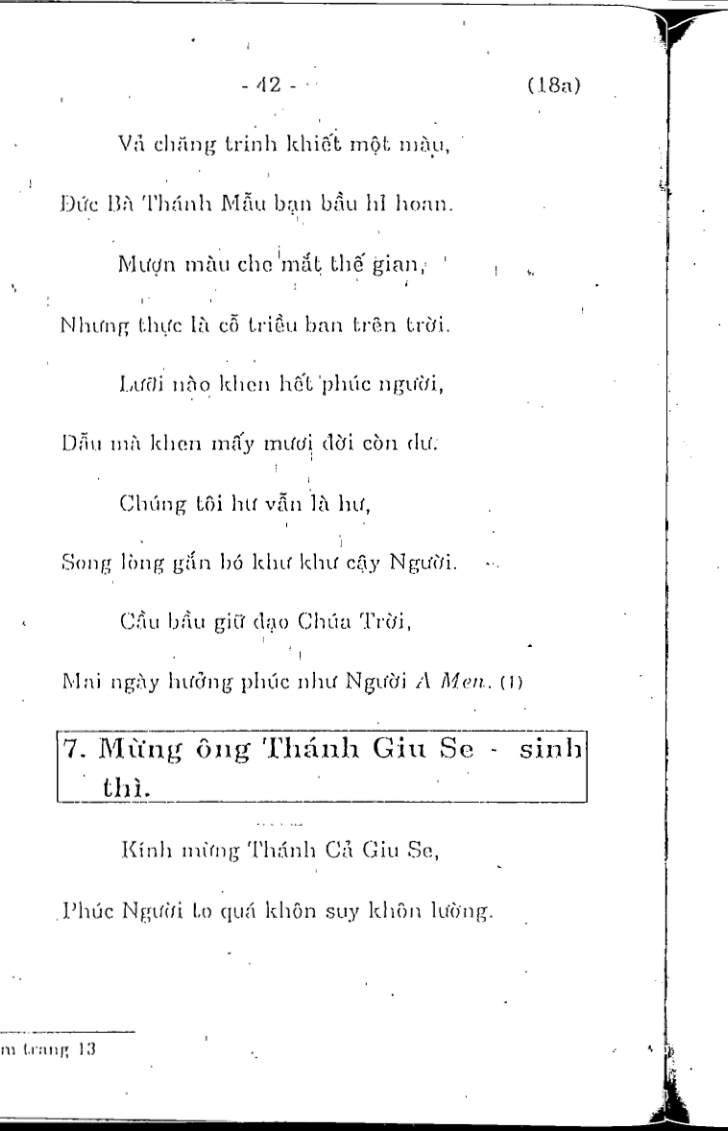 - 42 - (18a)
Vả chăng trinh khiết một màu,
Đức Bà Thánh Mẫu bạn bầu hỉ hoan.
Mượn màu che mắt thế gian,
Nhưng thực là cỗ triều ban trên trời.
Lưỡi nào khen hết phúc người,
Dẫu mà khen mấy mươi đời còn dư.
Chúng tôi hư vẫn là hư,
Song lòng gắn bó khư khư cậy Người.
Cầu bầu giữ đạo Chúa Trời,
Mai ngày hưởng phúc như Người A Men. (1)
7. Mừng ông Thánh Giu Se - sinh
thì.
Kính mừng Thánh Cả Giu Se,
Phúc Người to quá khôn suy khôn lường.
m trang 13